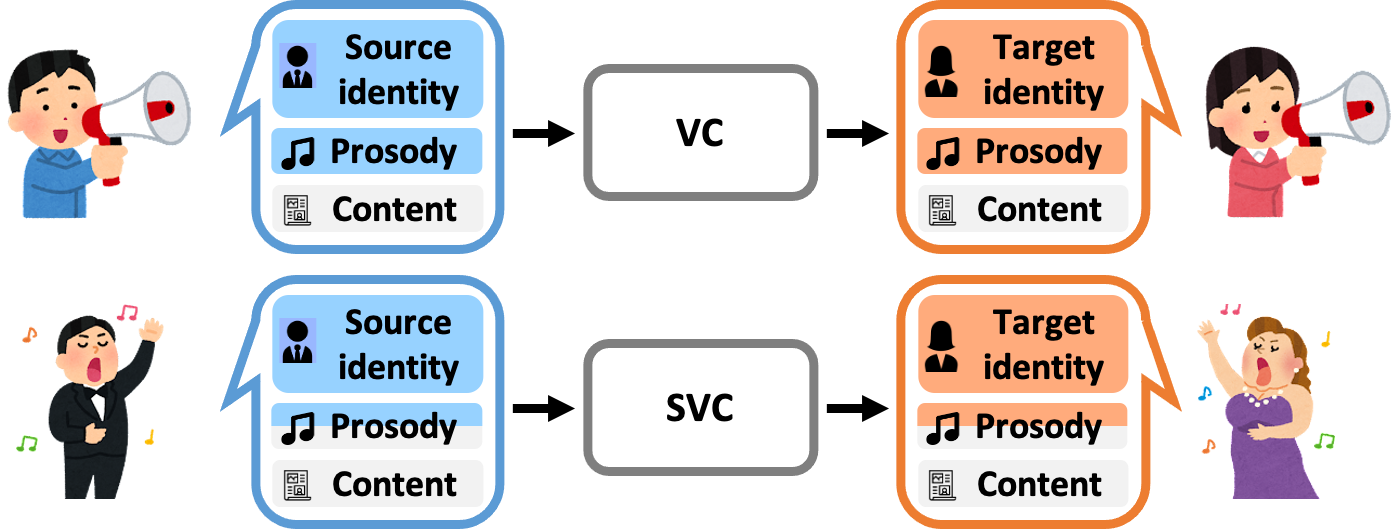 Source
identity
Prosody
Content
VC
Target
identity
Prosody
Content
Source
identity
Prosody
Content
SVC
Target
identity
Prosody
Content